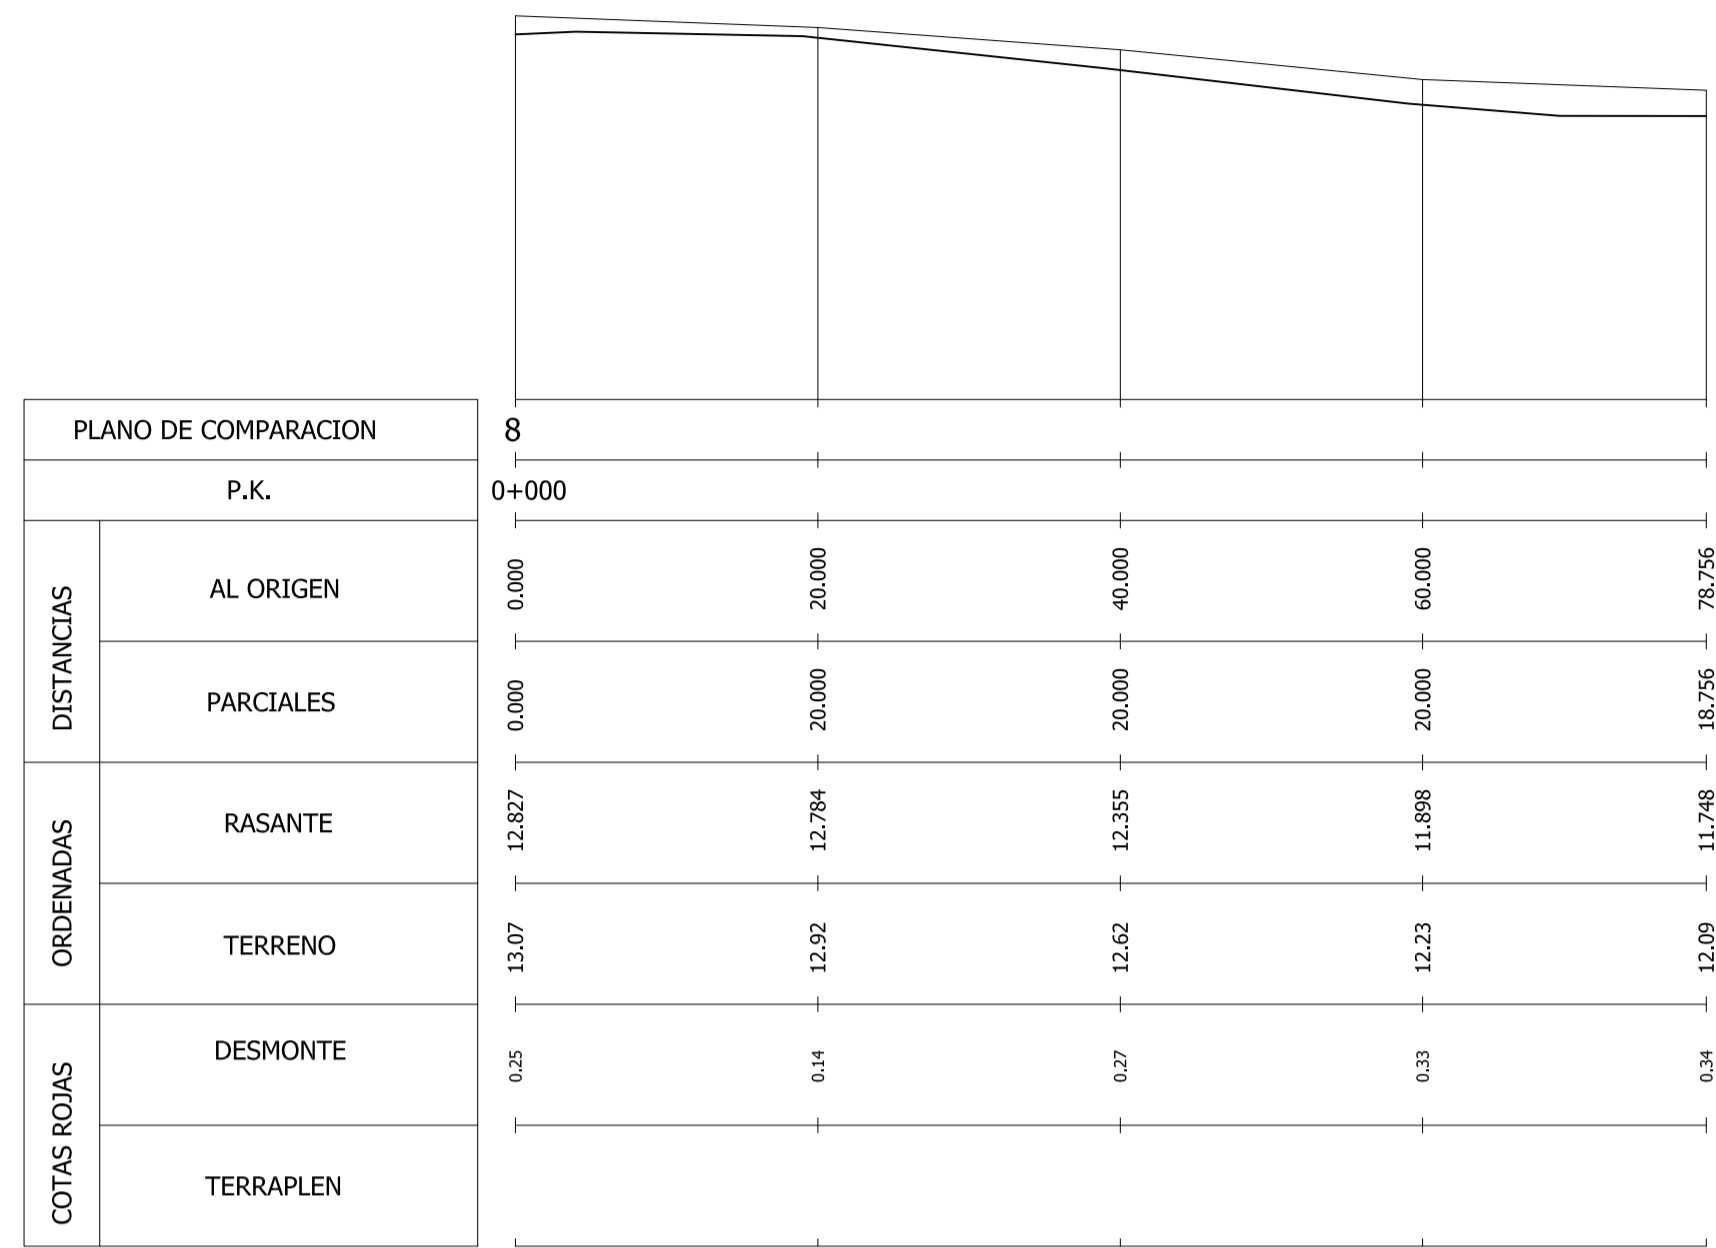 PLANO DE COMPARACION 8
P.K. 0+000
DISTANCIAS
AL ORIGEN 0.000 20.000 40.000 60.000 78.756
PARCIALES 0.000 20.000 20.000 20.000 18.756
ORDENADAS
RASANTE 12.827 12.784 12.355 11.898 11.748
TERRENO 13.07 12.92 12.62 12.23 12.09
COTAS ROJAS
DESMONTE 0.25 0.14 0.27 0.33 0.34
TERRAPLEN